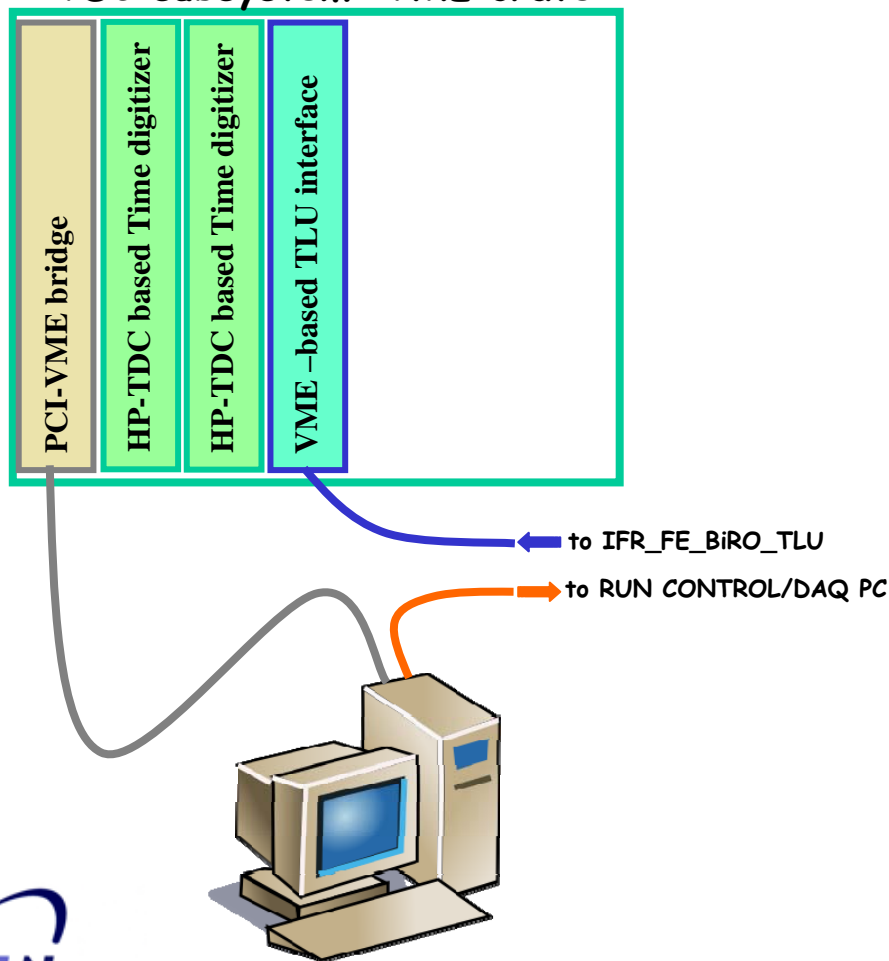 PCI-VME bridge
HP-TDC based Time digitizer
HP-TDC based Time digitizer
VME –based TLU interface
to IFR_FE_BiRO_TLU
to RUN CONTROL/DAQ PC